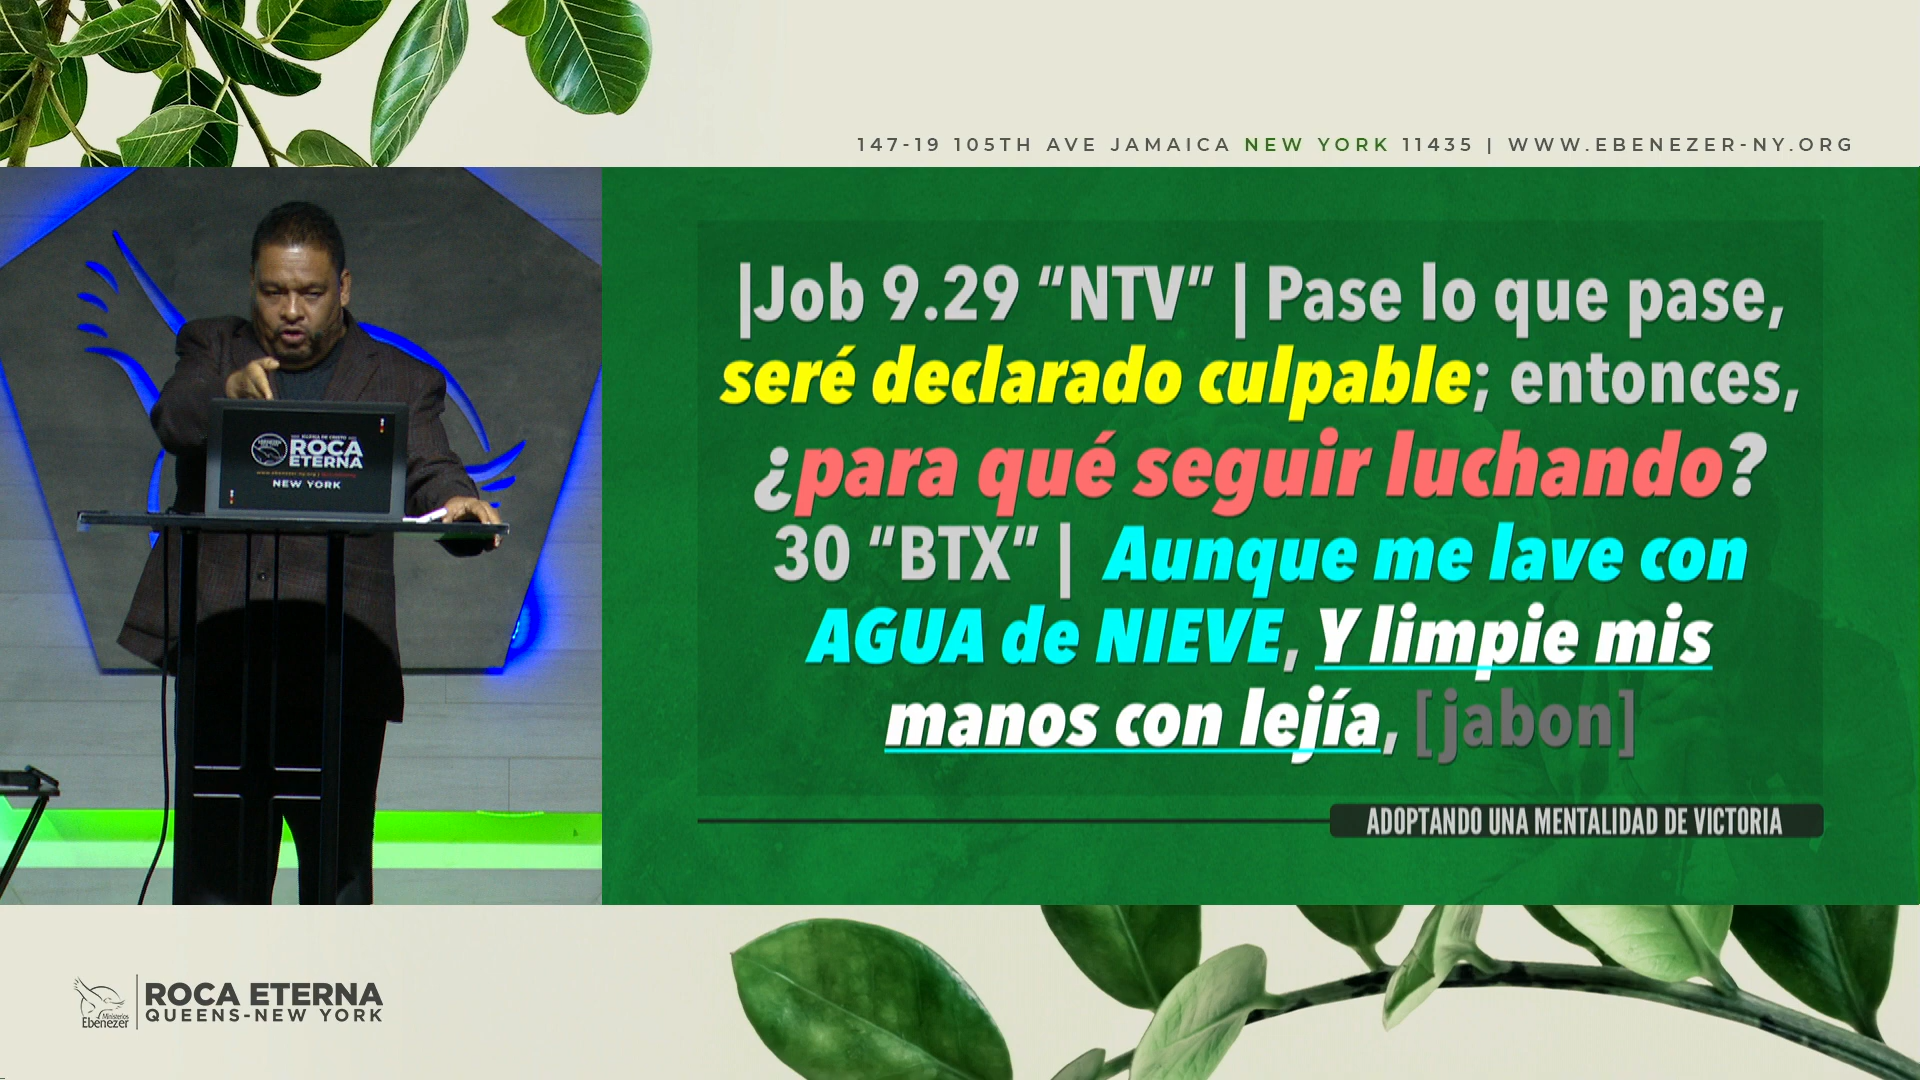 147-19 105TH AVE JAMAICA NEW YORK 11435 | WWW.EBENEZER-NY.ORG
|Job 9.29 “NTV” | Pase lo que pase,
seré declarado culpable; entonces,
¿para qué seguir luchando?
30 “BTX” | Aunque me lave con
AGUA de NIEVE, Y limpie mis
manos con lejía, [jabon]
ADOPTANDO UNA MENTALIDAD DE VICTORIA
ROCA
ETERNA
NEW YORK
Ministerios
Ebenezer
ROCA ETERNA
QUEENS-NEW YORK